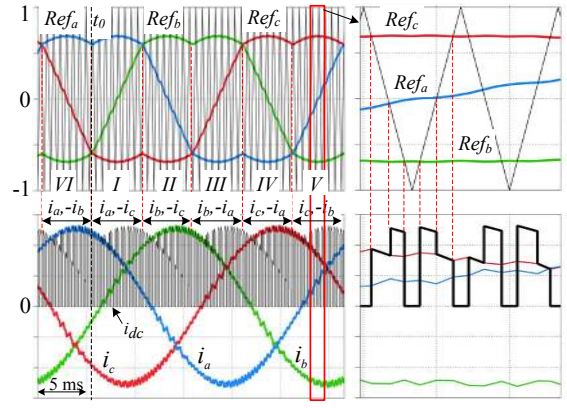 1
Ref_a t_0 Ref_b Ref_c
0
VI I II III IV V
-1
i_a,-i_b i_a,-i_c i_b,-i_c i_b,-i_a i_c,-i_a i_c,-i_b
0
i_dc
i_c i_a i_b
5 ms
Ref_c
Ref_a
Ref_b